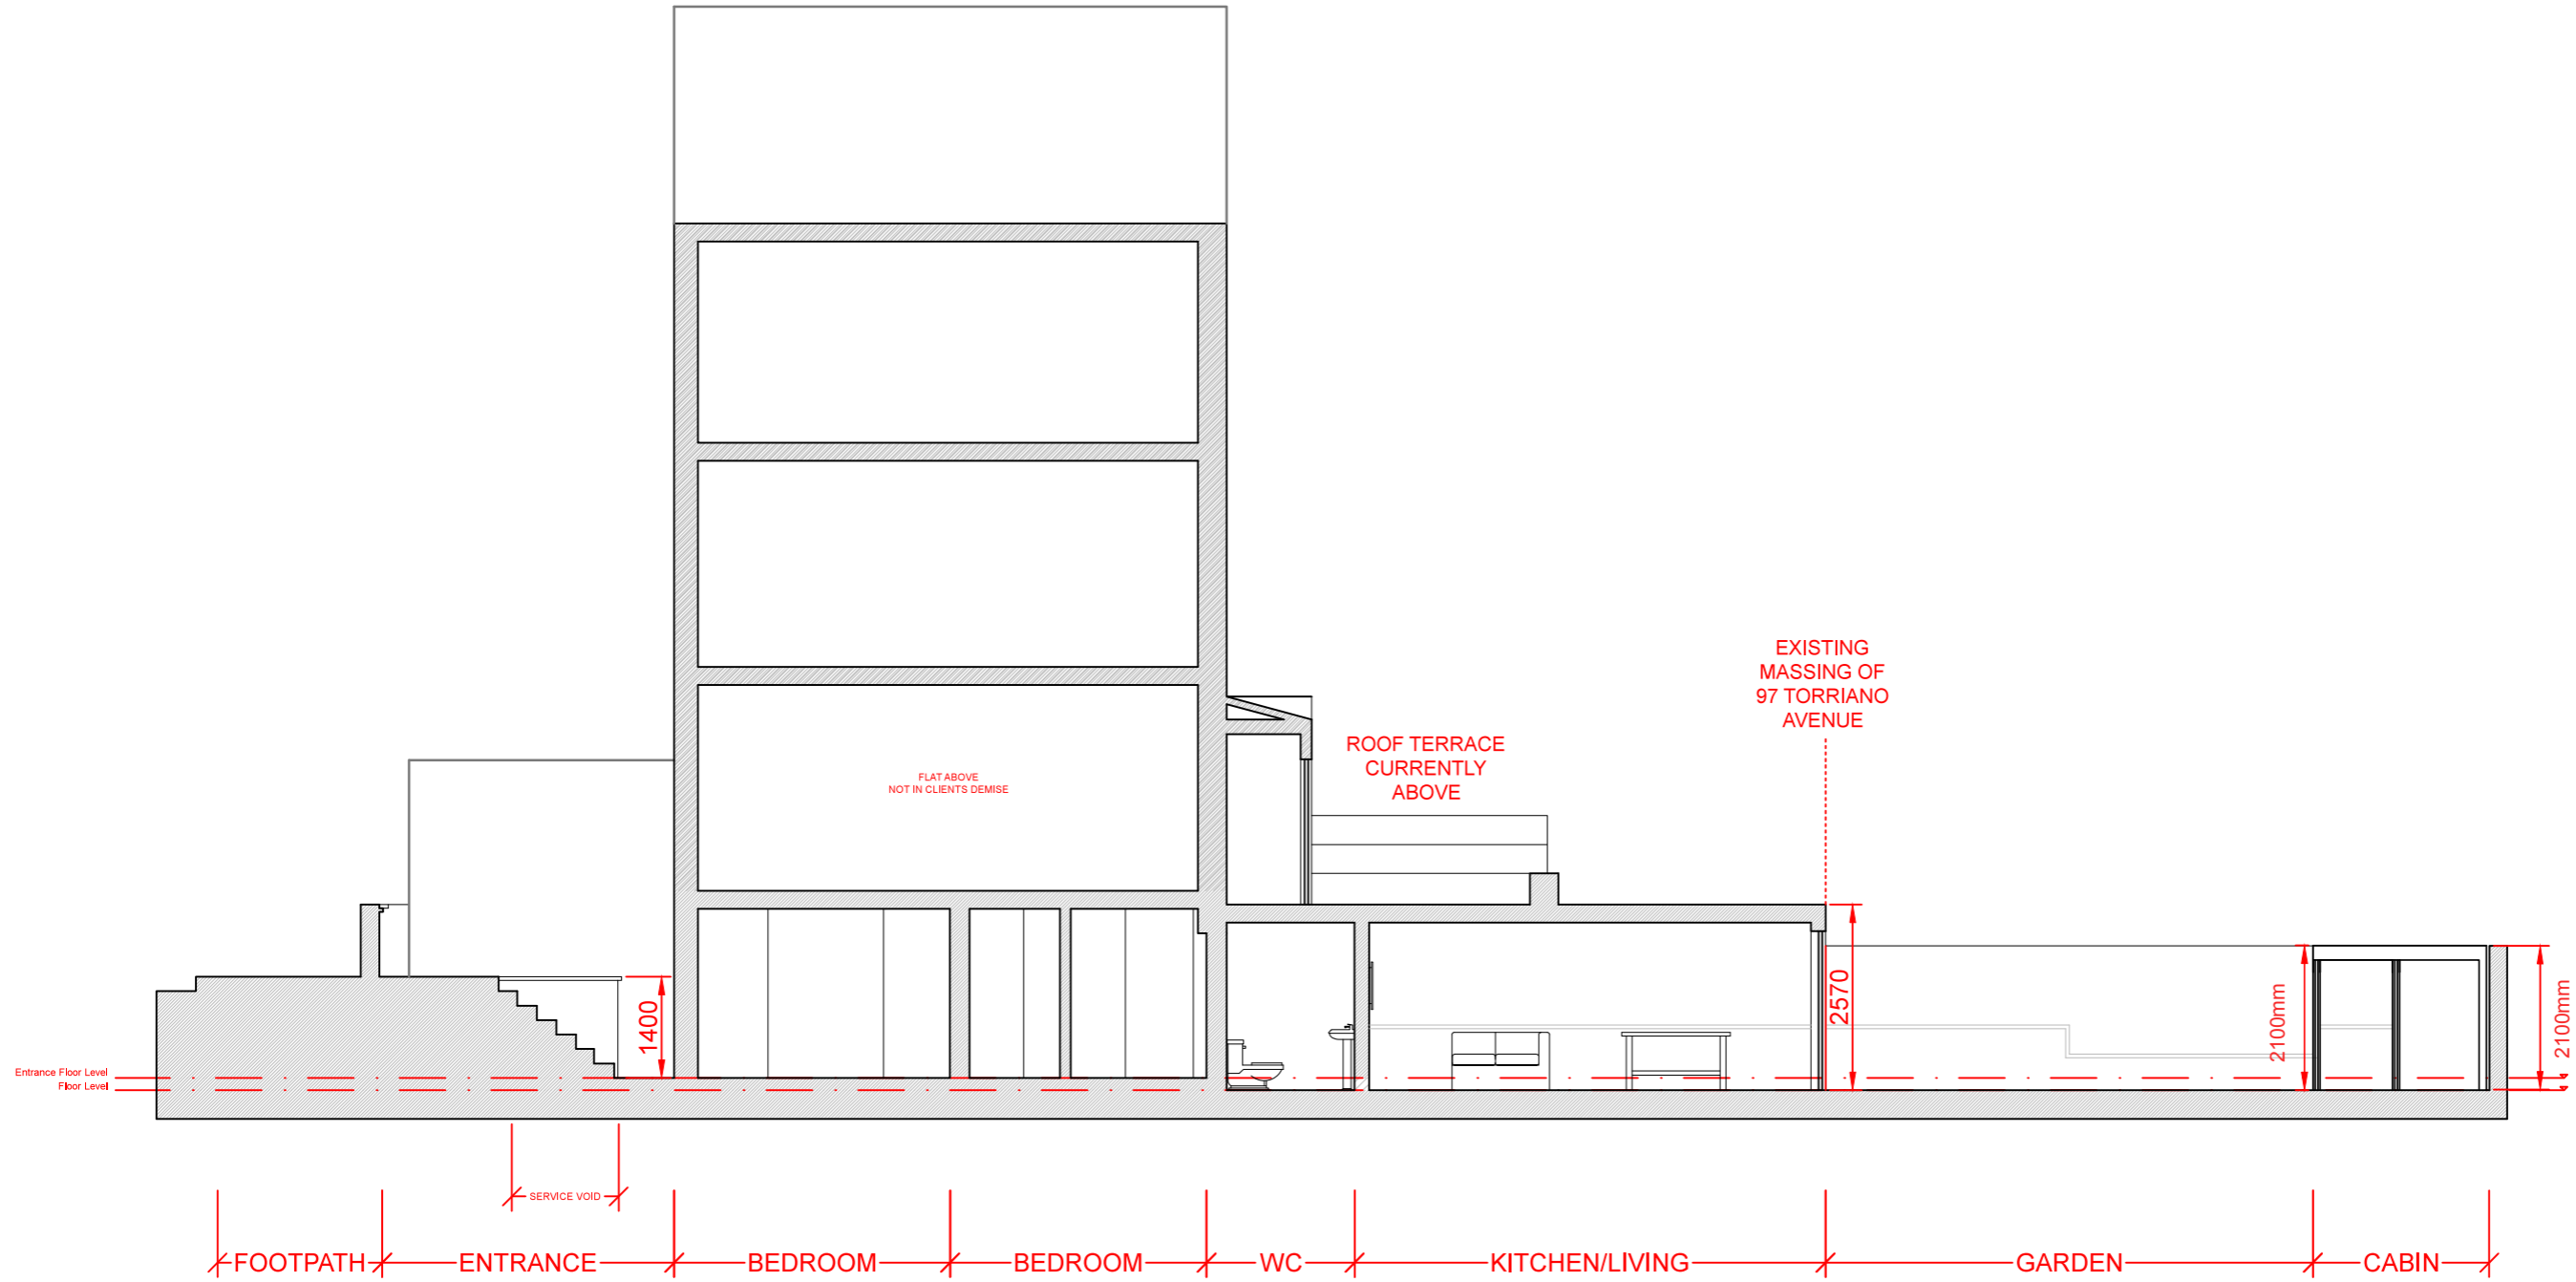 EXISTING
MASSING OF
97 TORRIANO
AVENUE
ROOF TERRACE
CURRENTLY
ABOVE
FLAT ABOVE
NOT IN CLIENTS DEMISE
1400
2570
2100mm
2100mm
Entrance Floor Level
Floor Level
SERVICE VOID
FOOTPATH
ENTRANCE
BEDROOM
BEDROOM
WC
KITCHEN/LIVING
GARDEN
CABIN